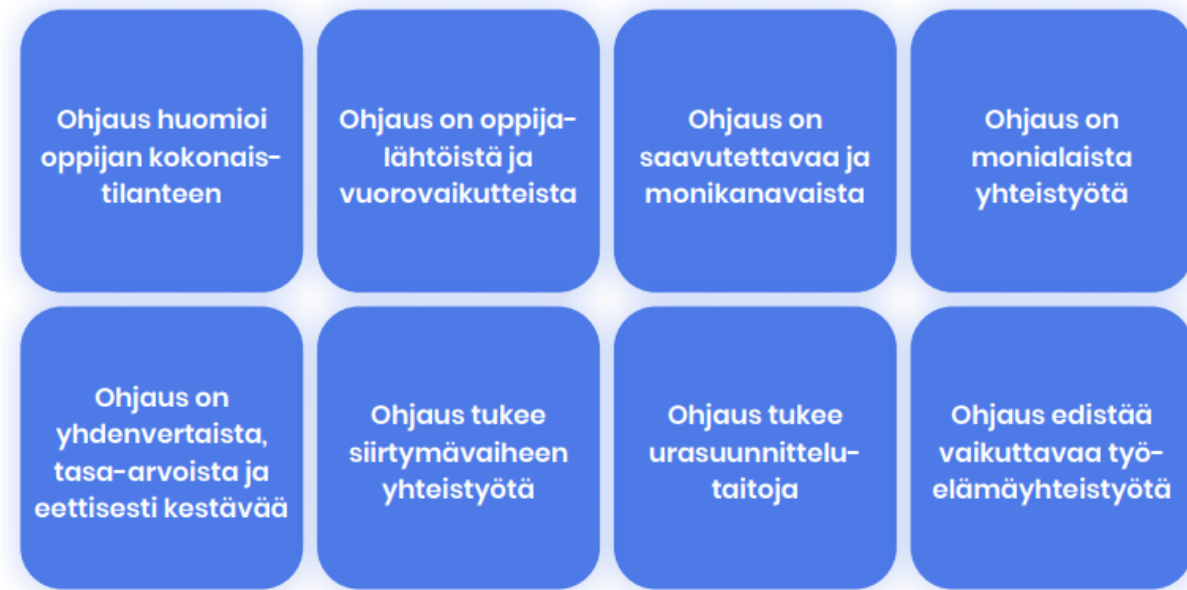 Ohjaus huomioi
oppijan kokonais-
tilanteen
Ohjaus on oppija-
lähtöistä ja
vuorovaikutteista
Ohjaus on
saavutettavaa ja
monikanavaista
Ohjaus on
monialaista
yhteistyötä
Ohjaus on
yhdenvertaista,
tasa-arvoista ja
eettisesti kestävää
Ohjaus tukee
siirtymävaiheen
yhteistyötä
Ohjaus tukee
urasuunnittelu-
taitoja
Ohjaus edistää
vaikuttavaa työ-
elämäyhteistyötä